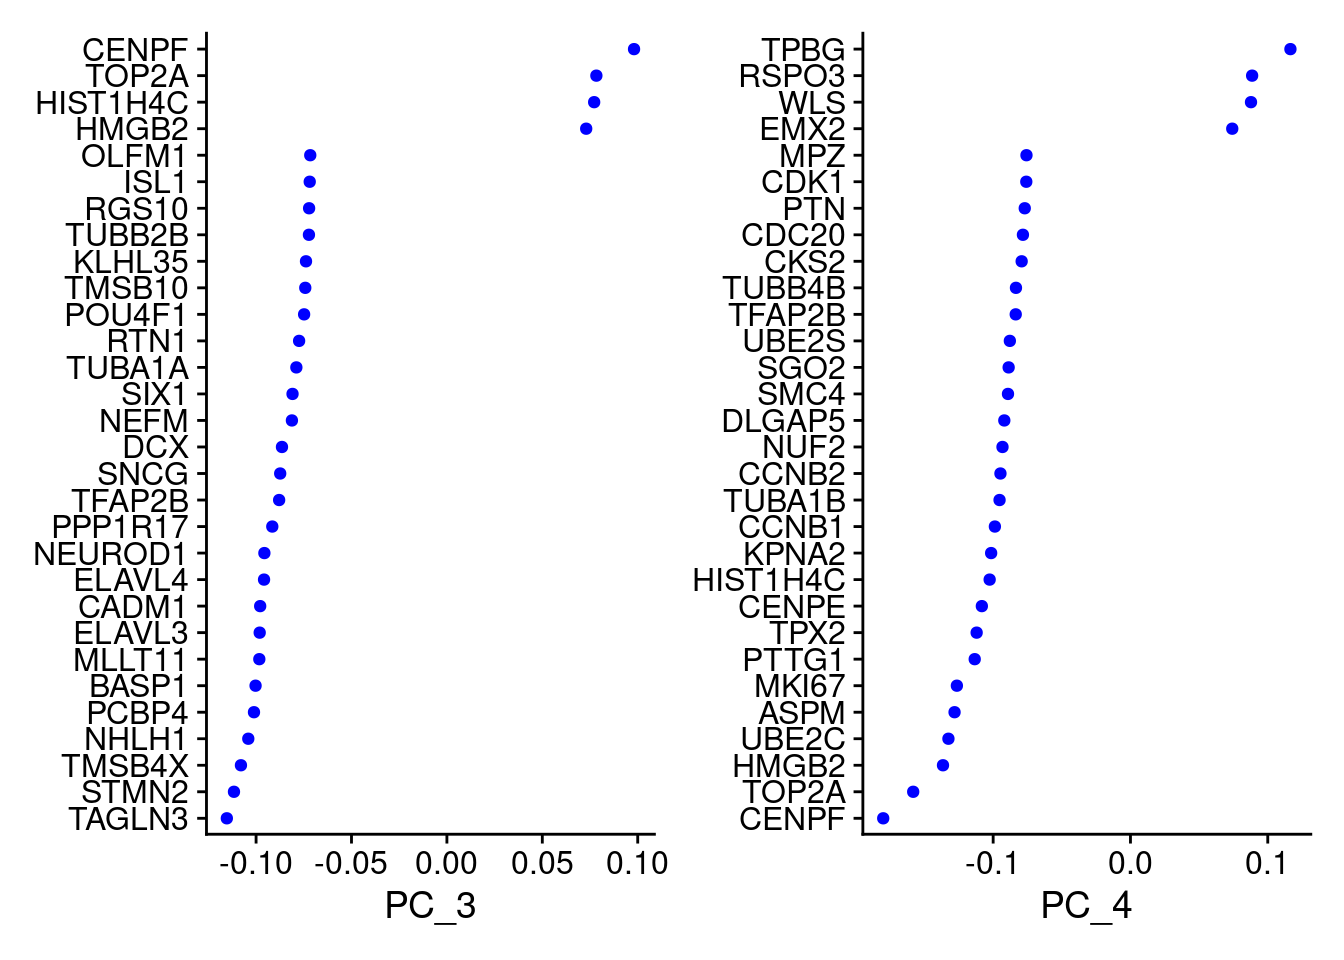 CENPF
TOP2A
HIST1H4C
HMGB2
OLFM1
ISL1
RGS10
TUBB2B
KLHL35
TMSB10
POU4F1
RTN1
TUBA1A
SIX1
NEFM
DCX
SNCG
TFAP2B
PPP1R17
NEUROD1
ELAVL4
CADM1
ELAVL3
MLLT11
BASP1
PCBP4
NHLH1
TMSB4X
STMN2
TAGLN3
-0.10 -0.05 0.00 0.05 0.10
PC_3
TPBG
RSPO3
WLS
EMX2
MPZ
CDK1
PTN
CDC20
CKS2
TUBB4B
TFAP2B
UBE2S
SGO2
SMC4
DLGAP5
NUF2
CCNB2
TUBA1B
CCNB1
KPNA2
HIST1H4C
CENPE
TPX2
PTTG1
MKI67
ASPM
UBE2C
HMGB2
TOP2A
CENPF
-0.1 0.0 0.1
PC_4